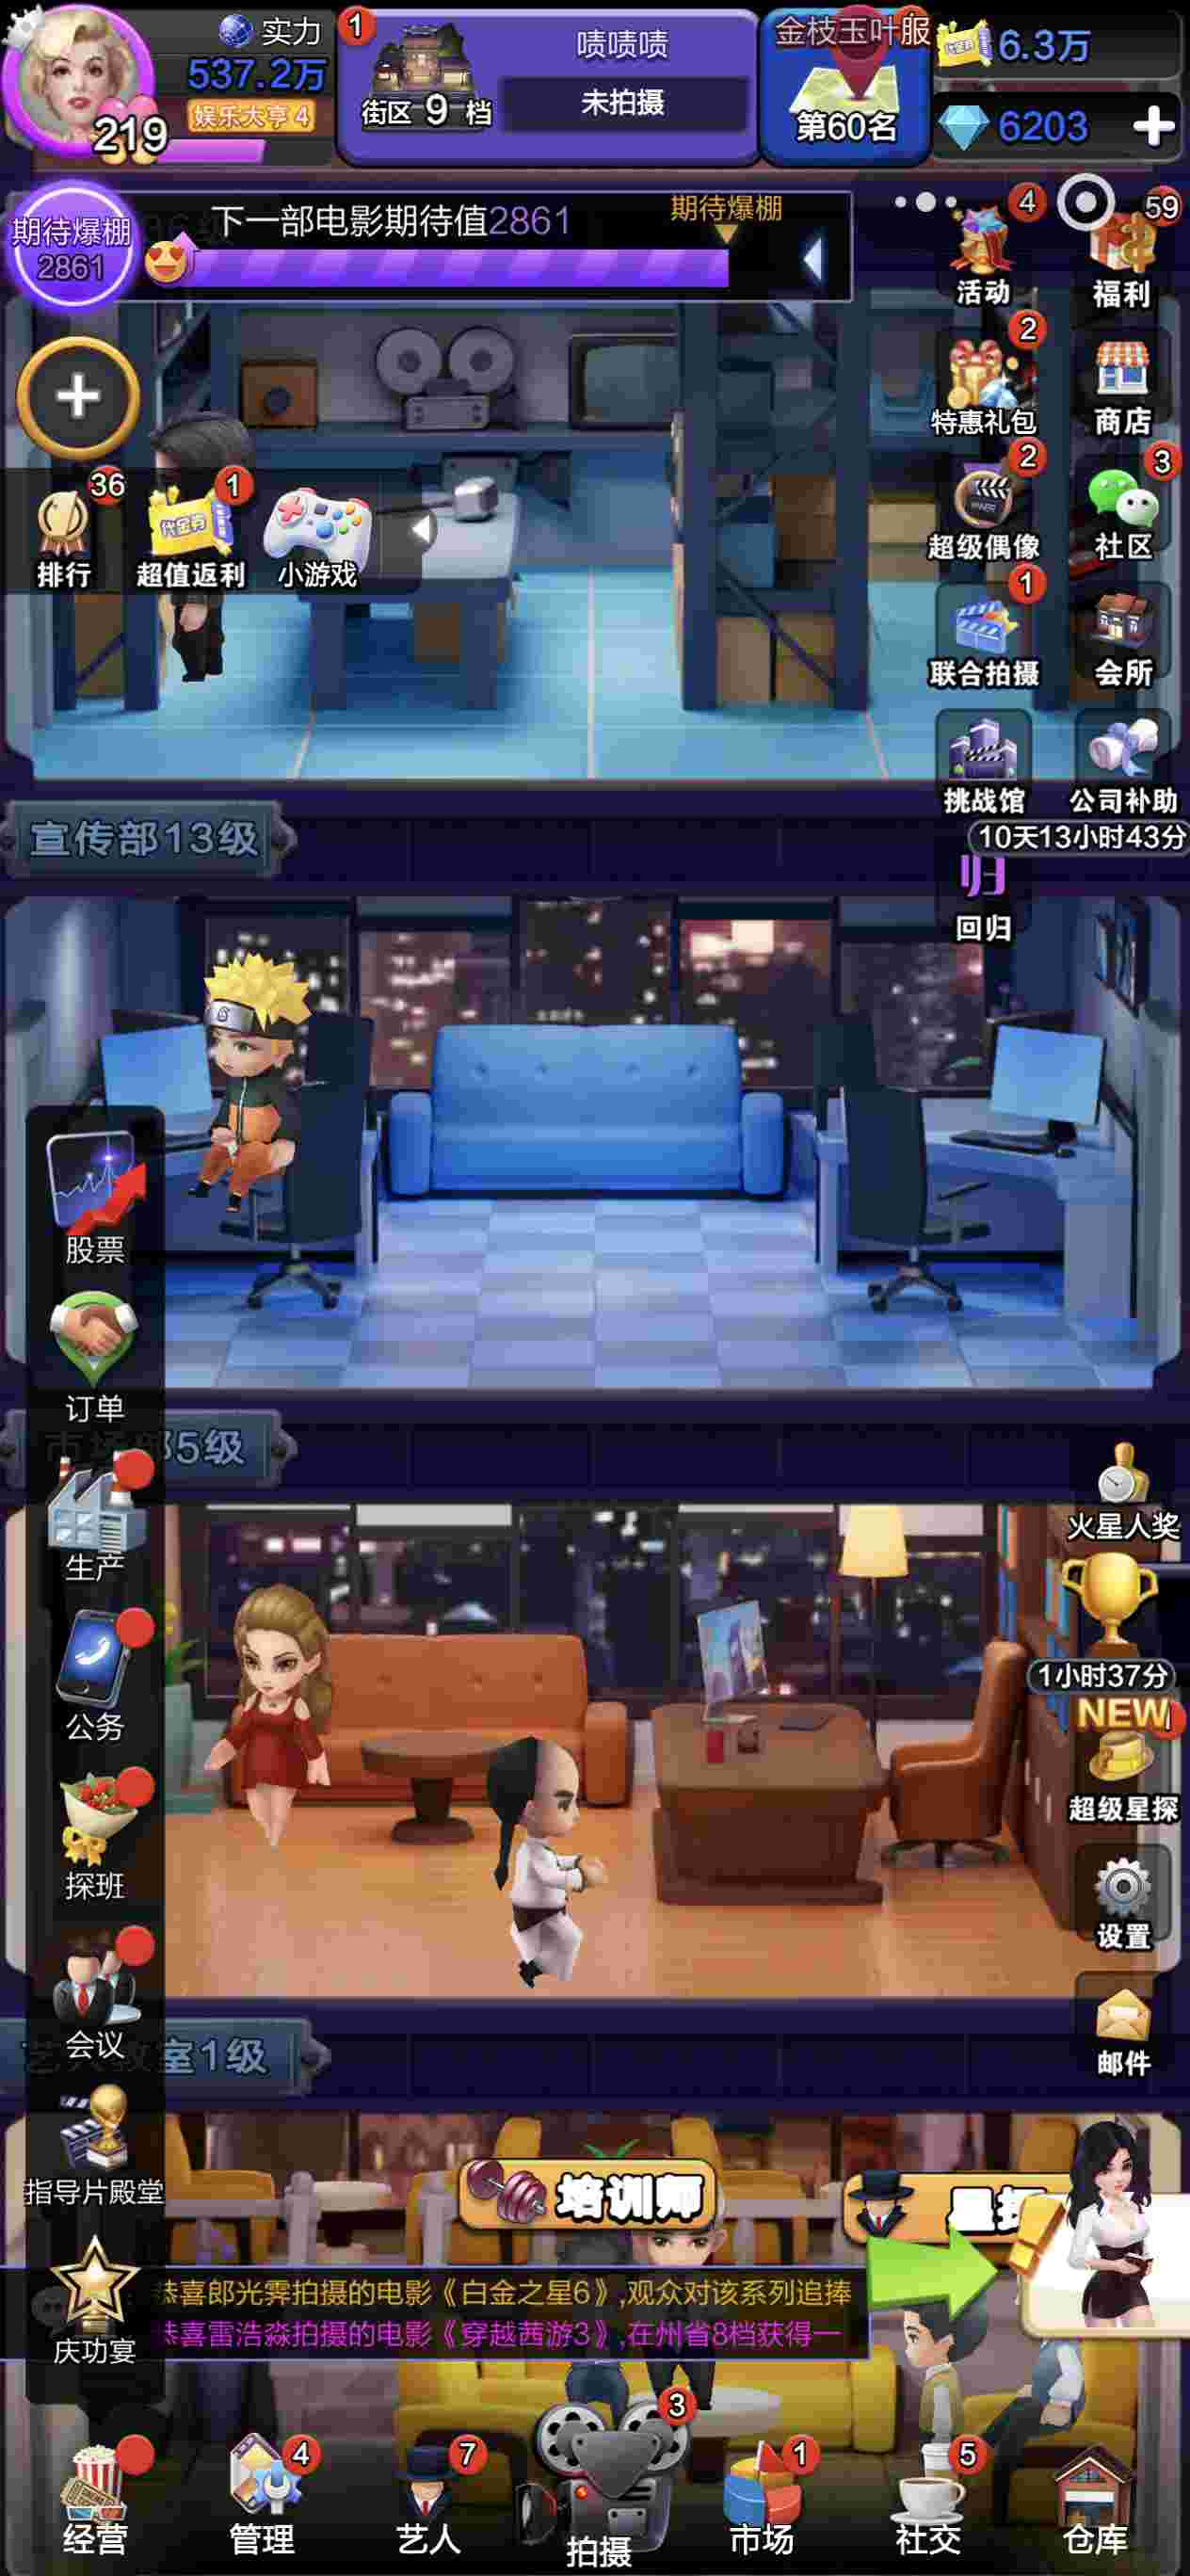 实力
537.2万
娱乐大亨 4
219
1
街区 9 档
啧啧啧
未拍摄
金枝玉叶服
第60名
6.3万
6203
期待爆棚
2861
下一部电影期待值2861
期待爆棚
4
活动
59
福利
2
特惠礼包
商店
36
排行
1
超值返利
小游戏
2
超级偶像
3
社区
1
联合拍摄
会所
挑战馆
公司补助
10天13小时43分
宣传部13级
归
回归
股票
订单
市场部5级
生产
公务
探班
会议
火星人奖
1小时37分
NEW
超级星探
设置
邮件
艺人教室1级
指导片殿堂
培训师
星探
恭喜郎光霁拍摄的电影《白金之星6》,观众对该系列追捧
恭喜雷浩淼拍摄的电影《穿越茜游3》,在州省8档获得一
庆功宴
经营
4
管理
7
艺人
3
拍摄
1
市场
5
社交
仓库